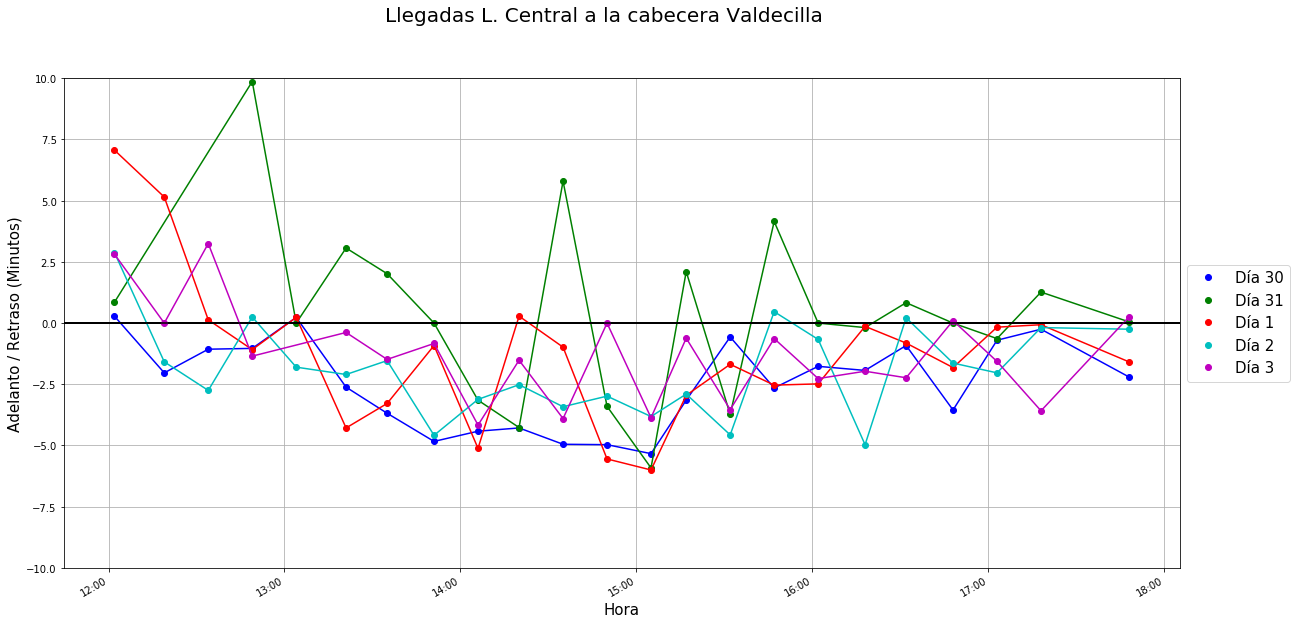 Llegadas L. Central a la cabecera Valdecilla
Adelanto / Retraso (Minutos)
10.0
7.5
5.0
2.5
0.0
−2.5
−5.0
−7.5
−10.0
12:00
13:00
14:00
15:00
16:00
17:00
18:00
Hora
Día 30
Día 31
Día 1
Día 2
Día 3